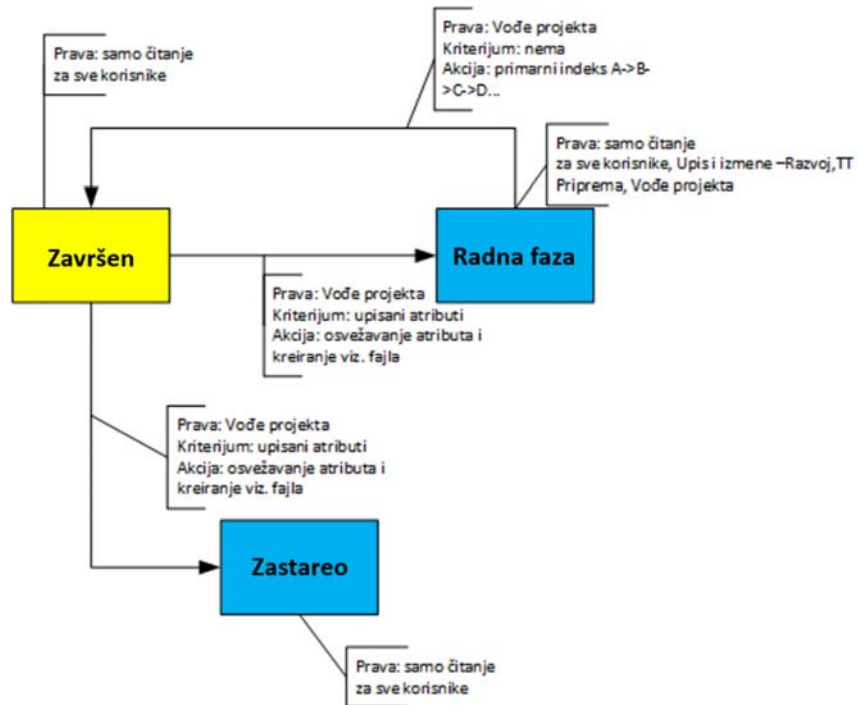 Prava: Vođe projekta
Kriterijum: nema
Akcija: primarni indeks A->B-
>C->D...
Prava: samo čitanje
za sve korisnike
Prava: samo čitanje
za sve korisnike, Upis i izmene –Razvoj,TT
Priprema, Vođe projekta
Završen
Radna faza
Prava: Vođe projekta
Kriterijum: upisani atributi
Akcija: osvežavanje atributa i
kreiranje viz. fajla
Prava: Vođe projekta
Kriterijum: upisani atributi
Akcija: osvežavanje atributa i
kreiranje viz. fajla
Zastareo
Prava: samo čitanje
za sve korisnike